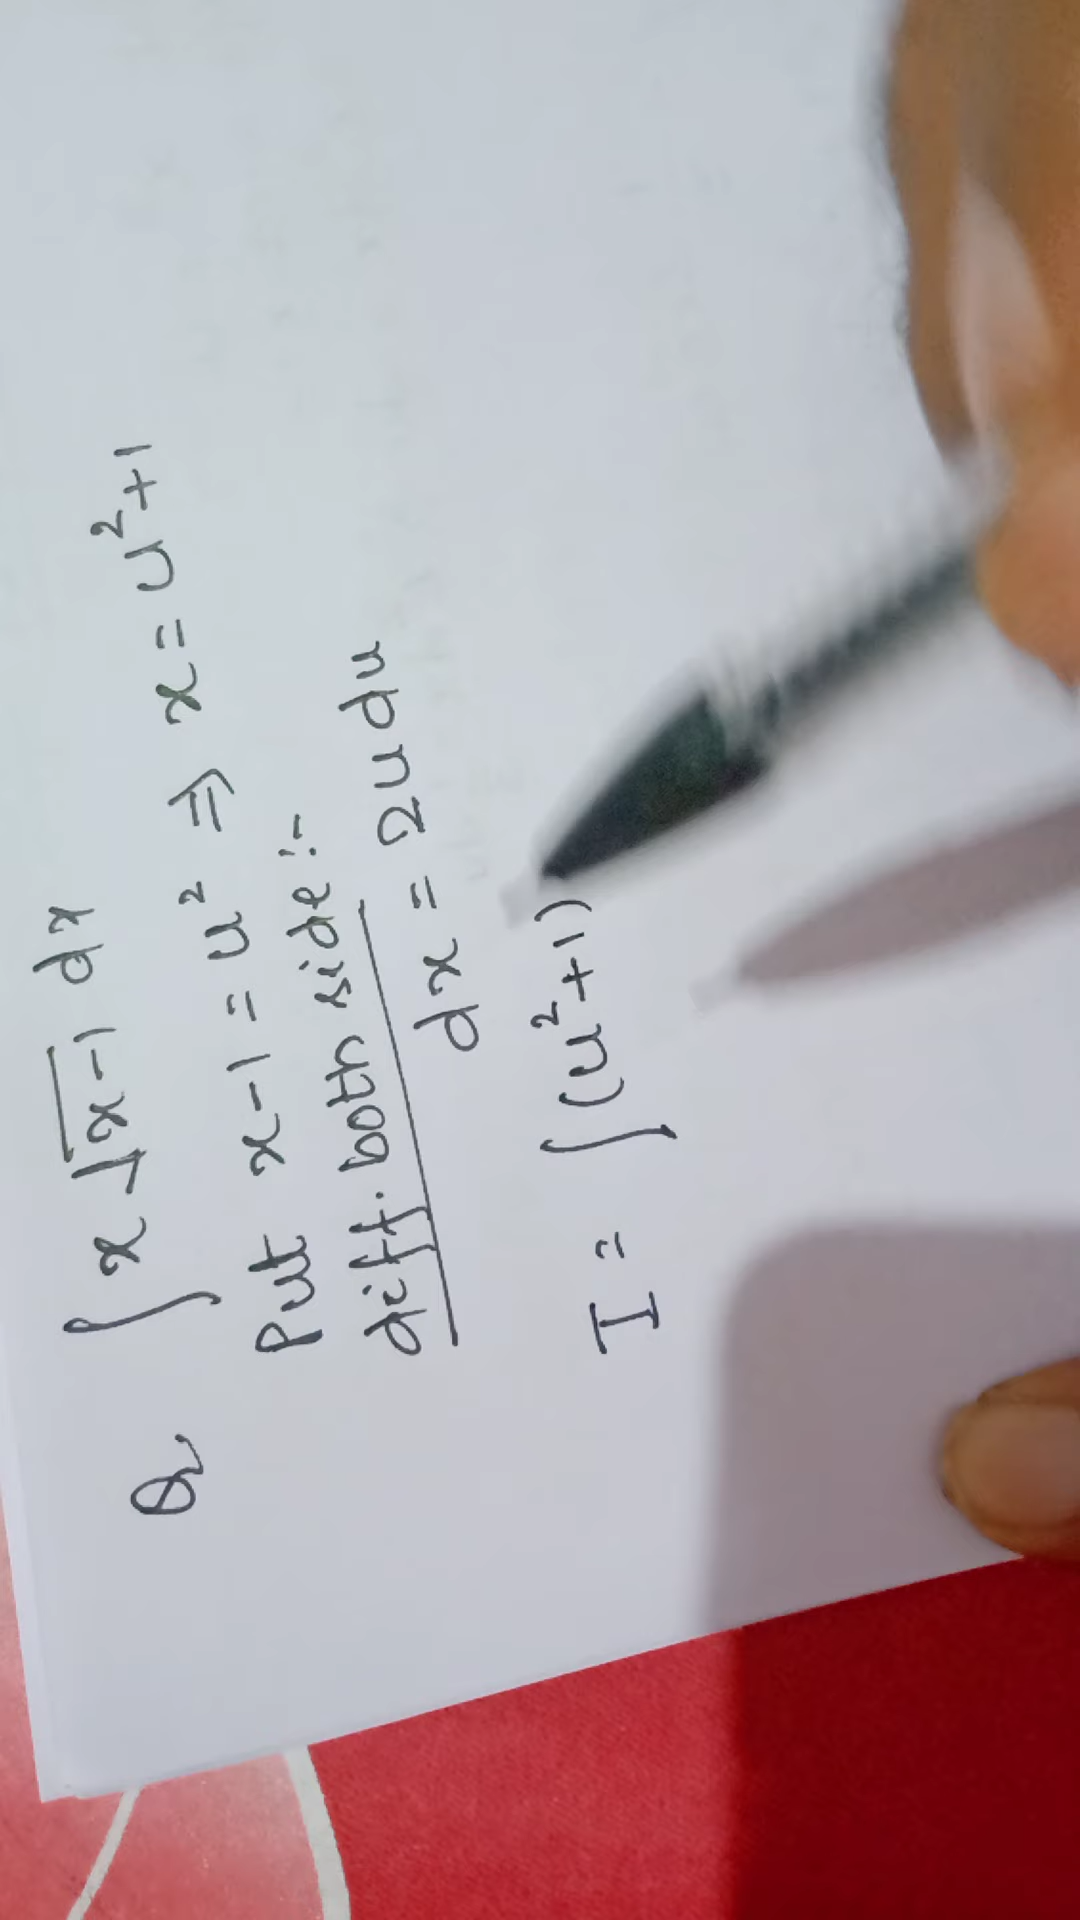 Q ∫ x √x-1 dx
Put x-1 = u² ⇒ x = u²+1
diff. both side :-
dx = 2u du
I = ∫ (u²+1)